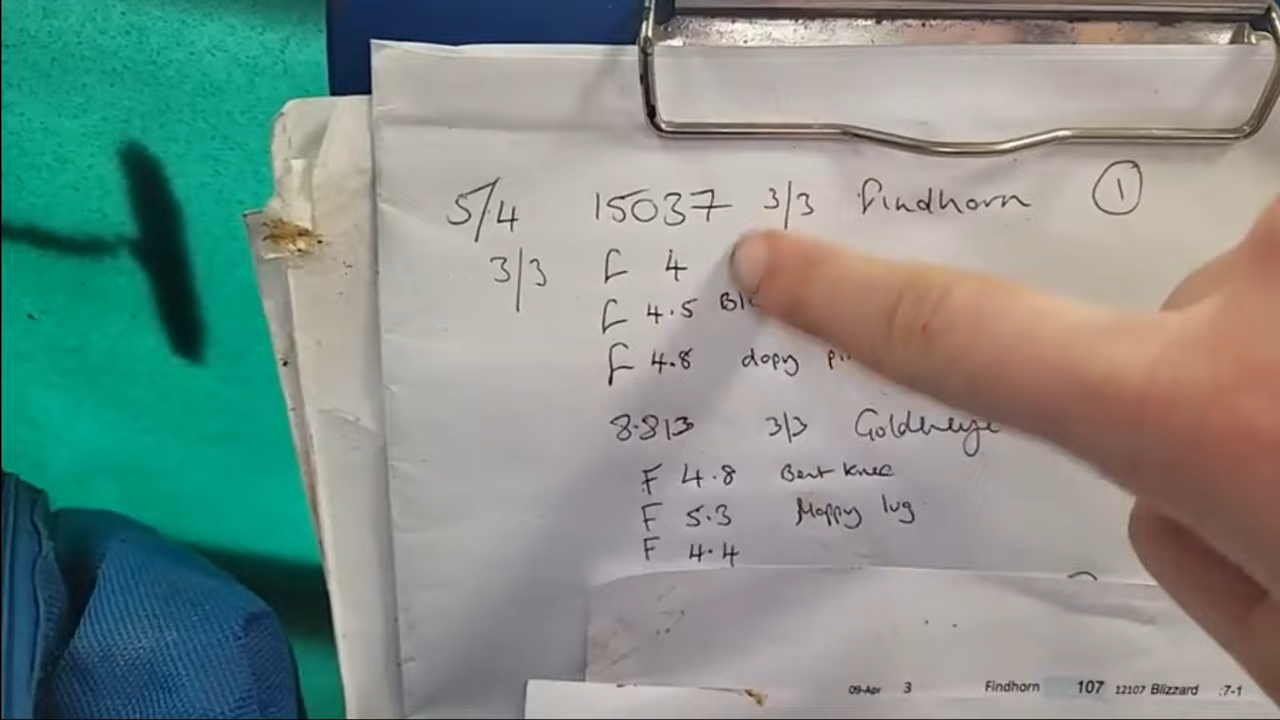 5/4 15037 3/3 Findhorn 1
3/3 F 4
F 4.5
F 4.8 dopy
8.813 3/3
F 4.8 Bent knee
F 5.3 lug
F 4.4
09-Apr 3 Findhorn 107 12107 Blizzard :7-1